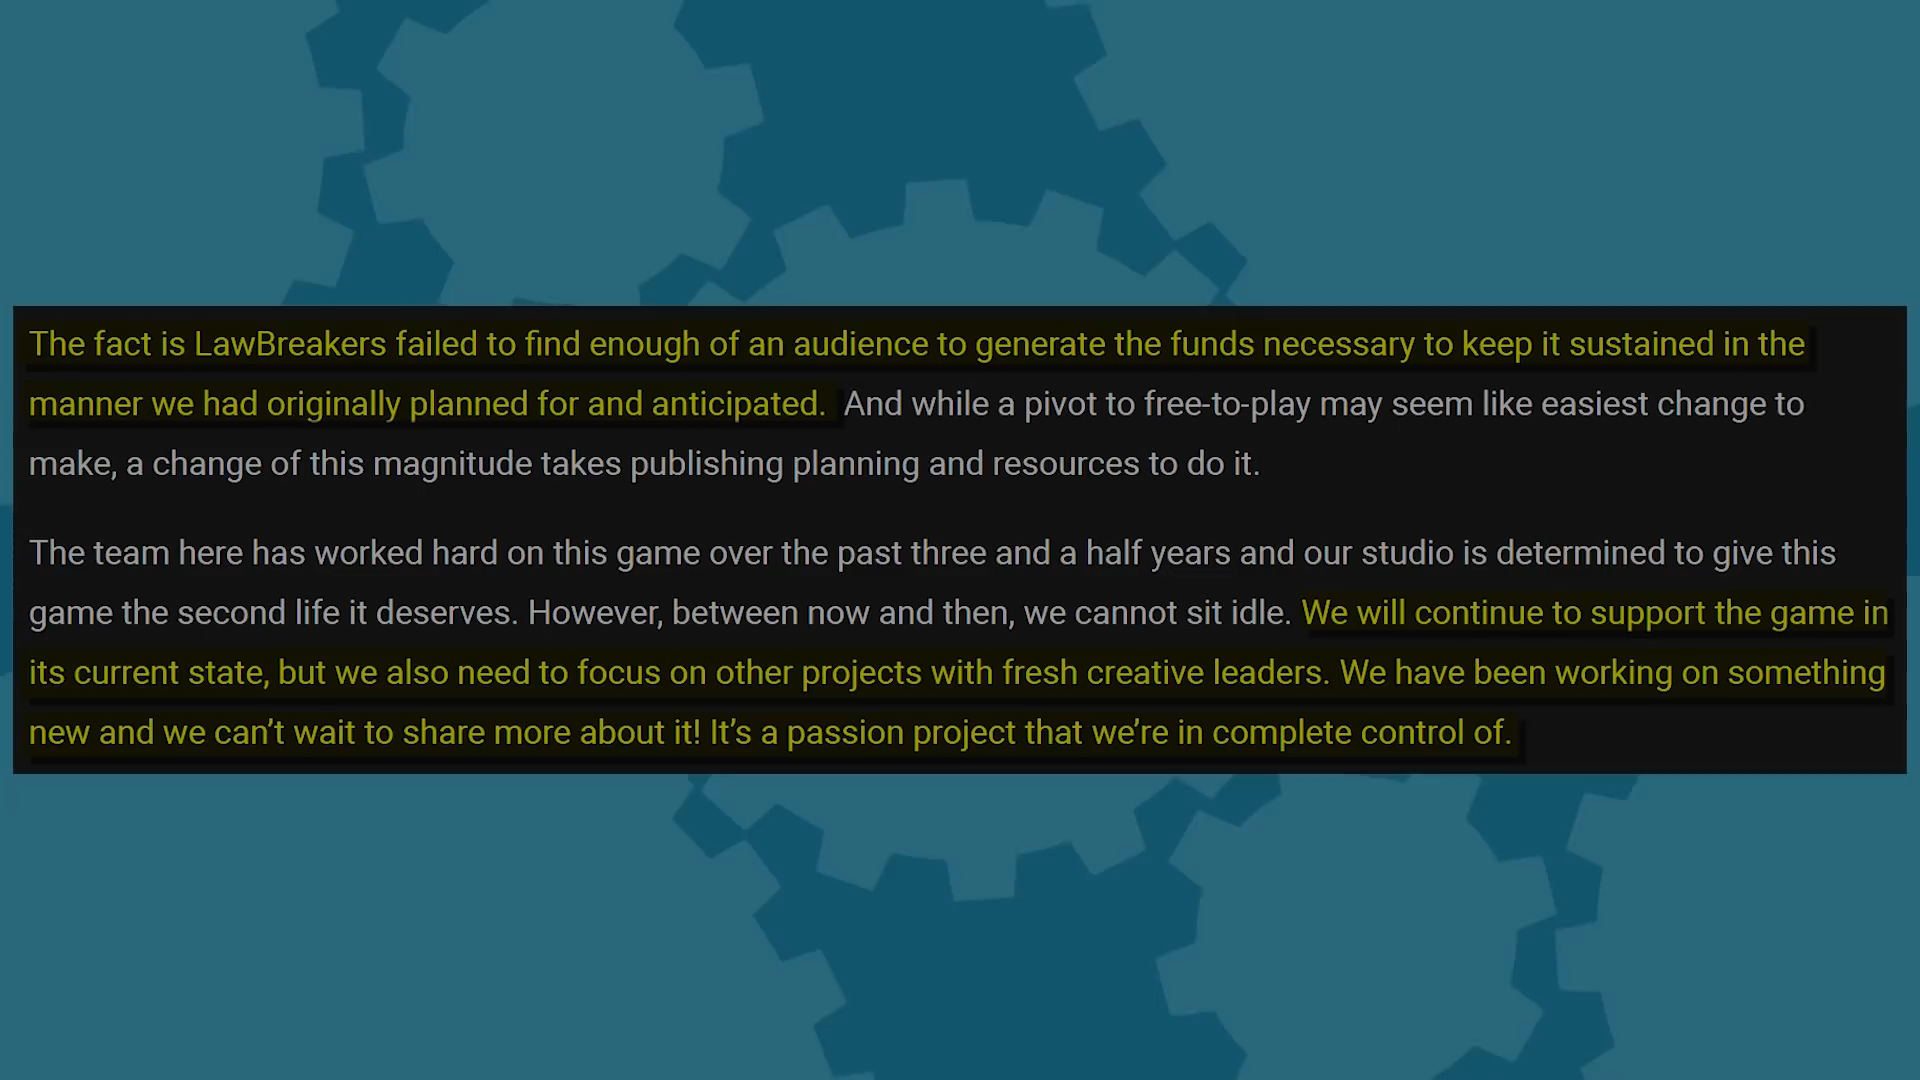 The fact is LawBreakers failed to find enough of an audience to generate the funds necessary to keep it sustained in the
manner we had originally planned for and anticipated. And while a pivot to free-to-play may seem like easiest change to
make, a change of this magnitude takes publishing planning and resources to do it.
The team here has worked hard on this game over the past three and a half years and our studio is determined to give this
game the second life it deserves. However, between now and then, we cannot sit idle. We will continue to support the game in
its current state, but we also need to focus on other projects with fresh creative leaders. We have been working on something
new and we can’t wait to share more about it! It’s a passion project that we’re in complete control of.